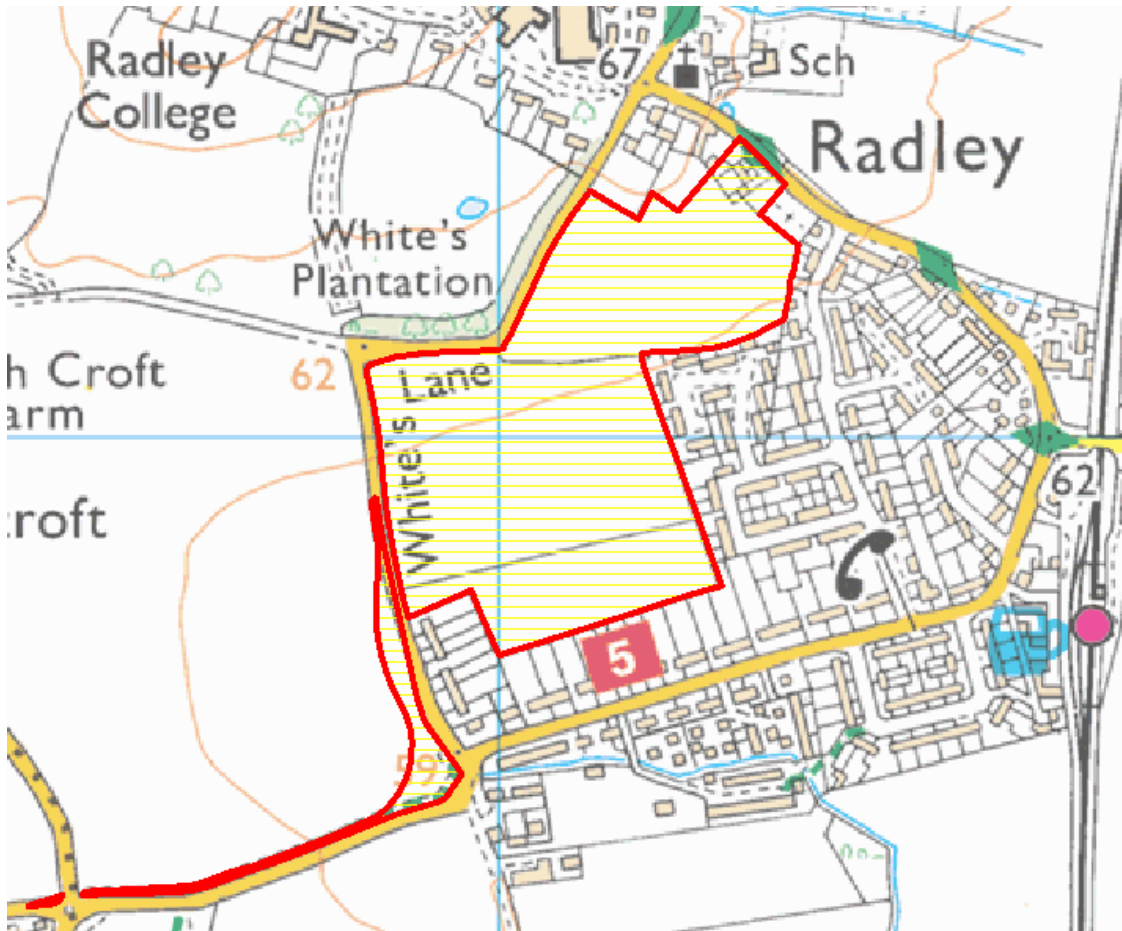 Radley
College
67
Sch
Radley
White's
Plantation
h Croft
arm
62
White's Lane
62
roft
5
59